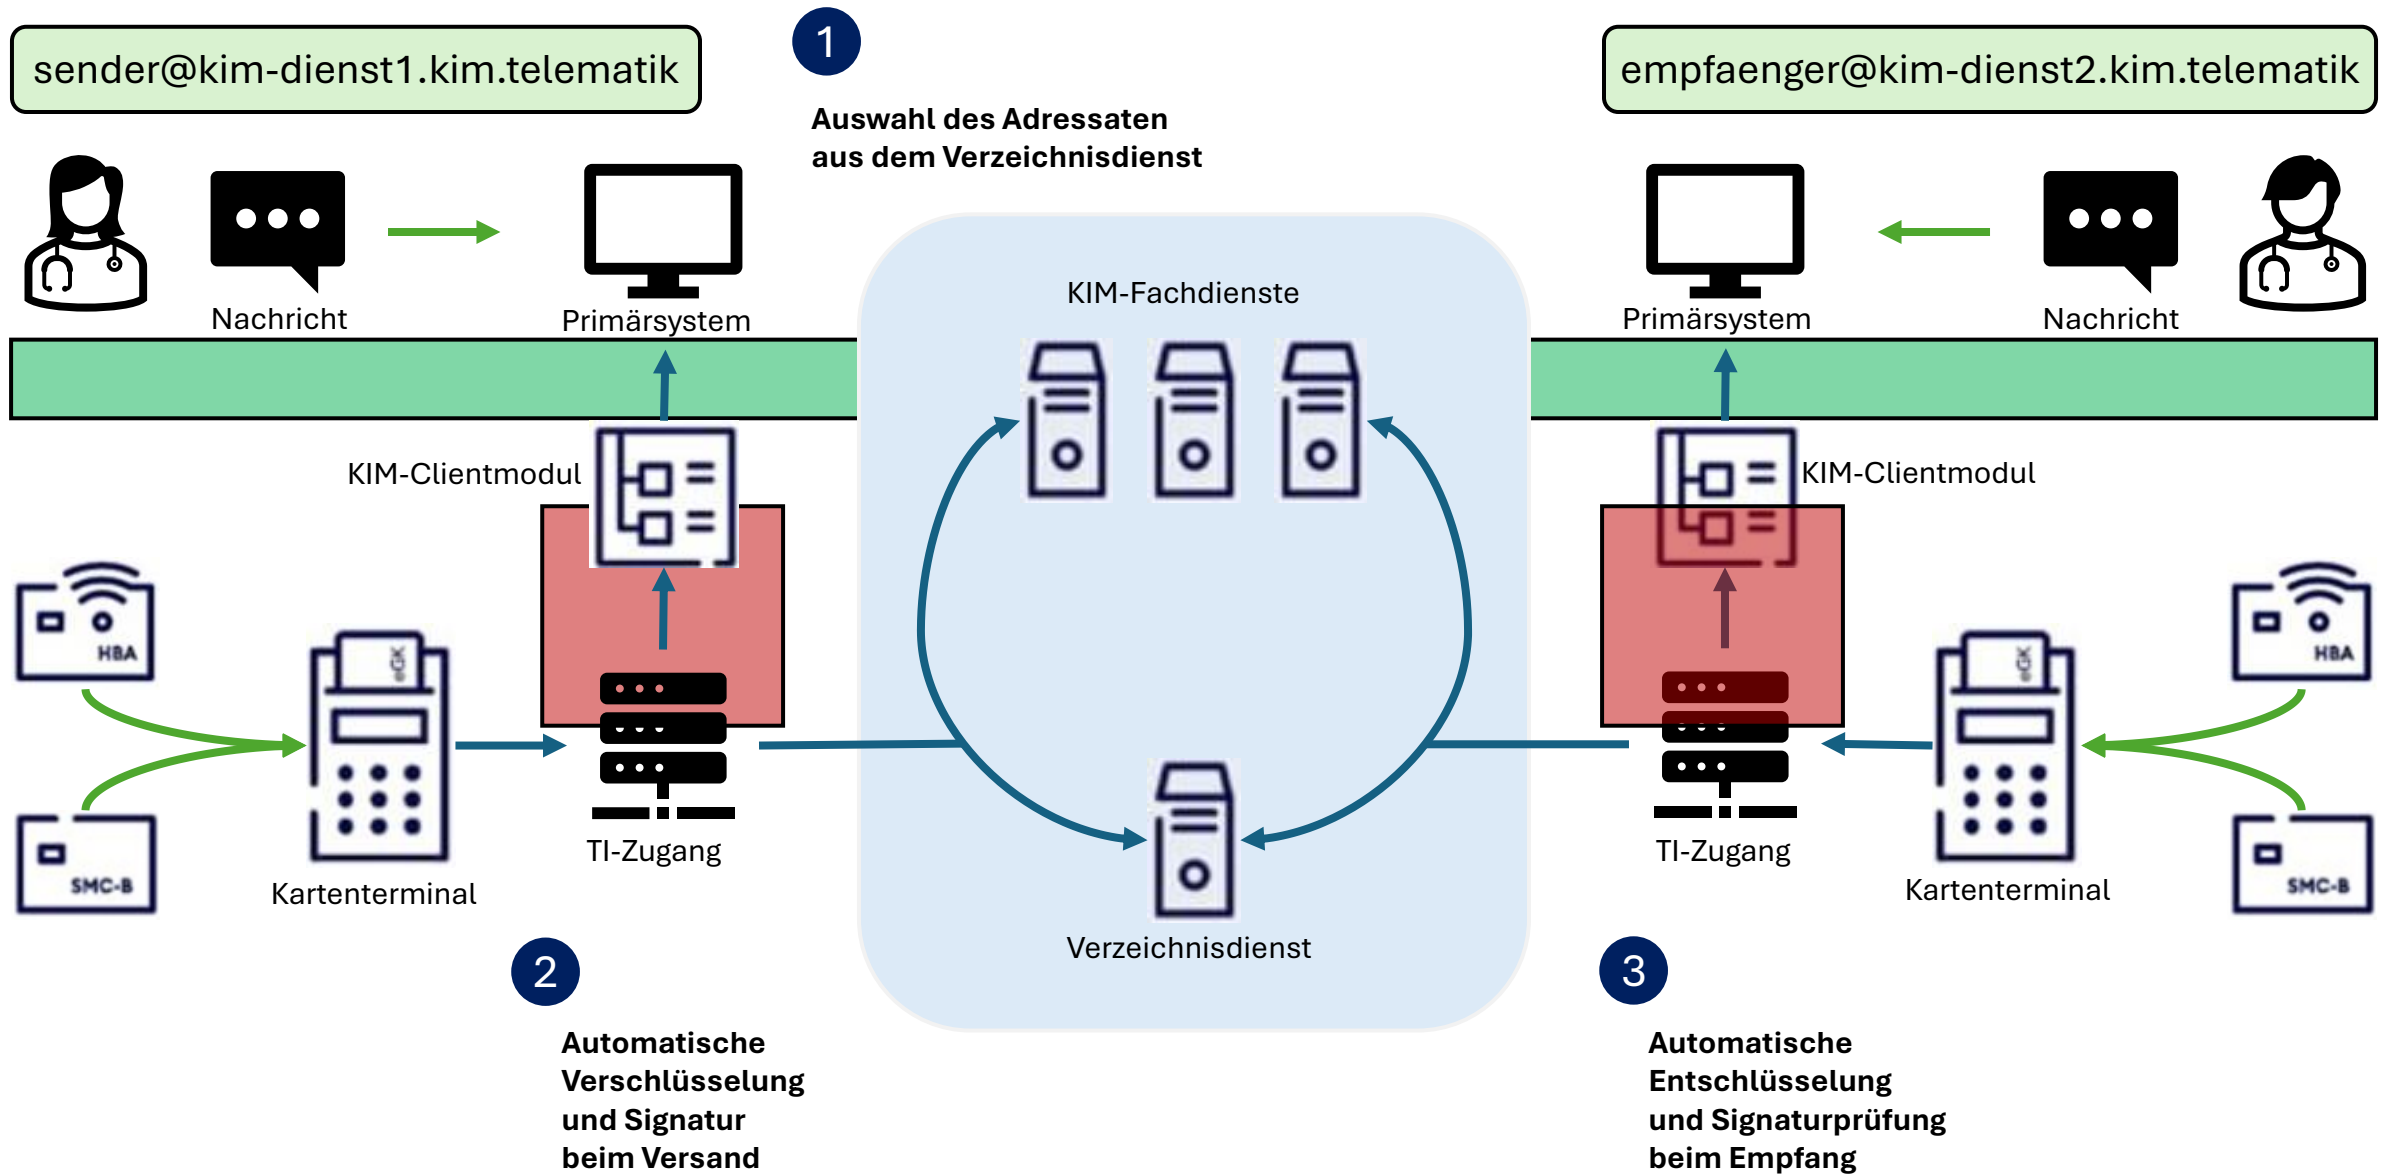 sender@kim-dienst1.kim.telematik
1
Auswahl des Adressaten
aus dem Verzeichnisdienst
empfaenger@kim-dienst2.kim.telematik
Nachricht
Primärsystem
KIM-Fachdienste
Primärsystem
Nachricht
KIM-Clientmodul
KIM-Clientmodul
HBA
eGK
SMC-B
Kartenterminal
TI-Zugang
Verzeichnisdienst
TI-Zugang
eGK
Kartenterminal
HBA
SMC-B
2
Automatische
Verschlüsselung
und Signatur
beim Versand
3
Automatische
Entschlüsselung
und Signaturprüfung
beim Empfang